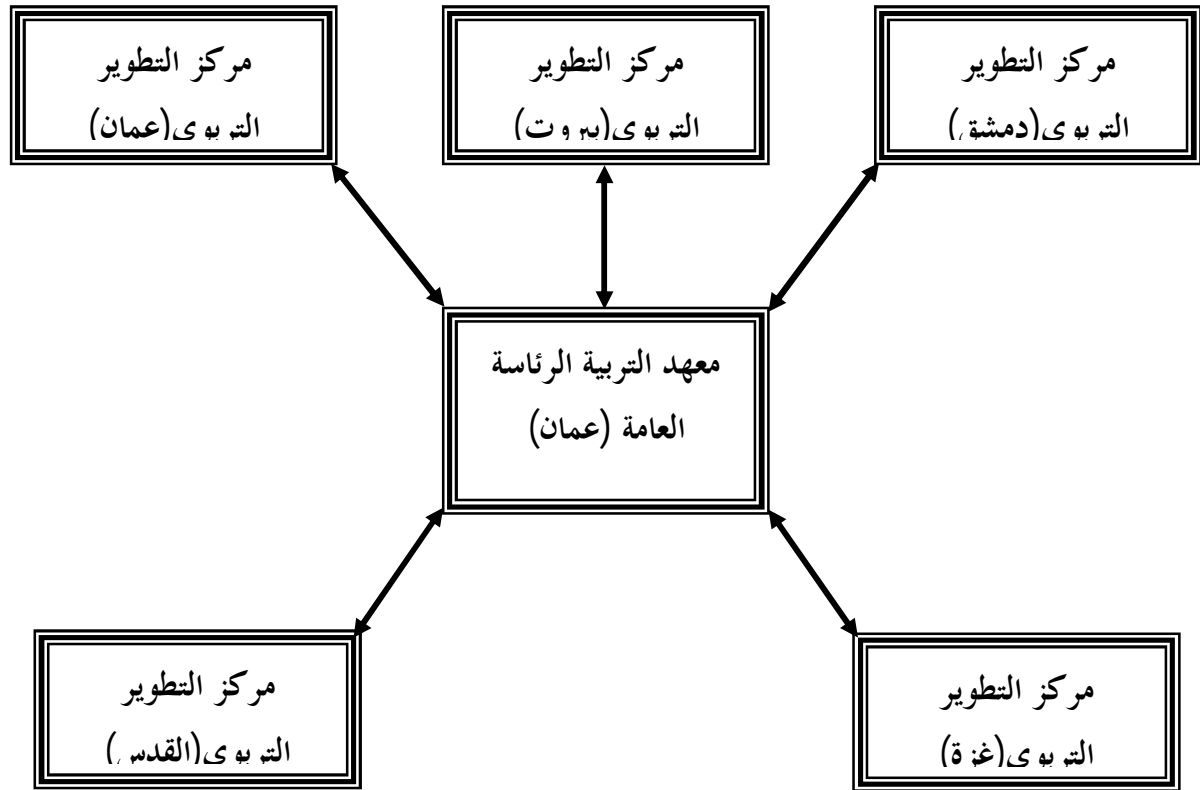 مركز التطوير
التربوي(دمشق)
مركز التطوير
التربوي(بيروت)
مركز التطوير
التربوي(عمان)
معهد التربية الرئاسة
العامة (عمان)
مركز التطوير
التربوي(غزة)
مركز التطوير
التربوي(القدس)